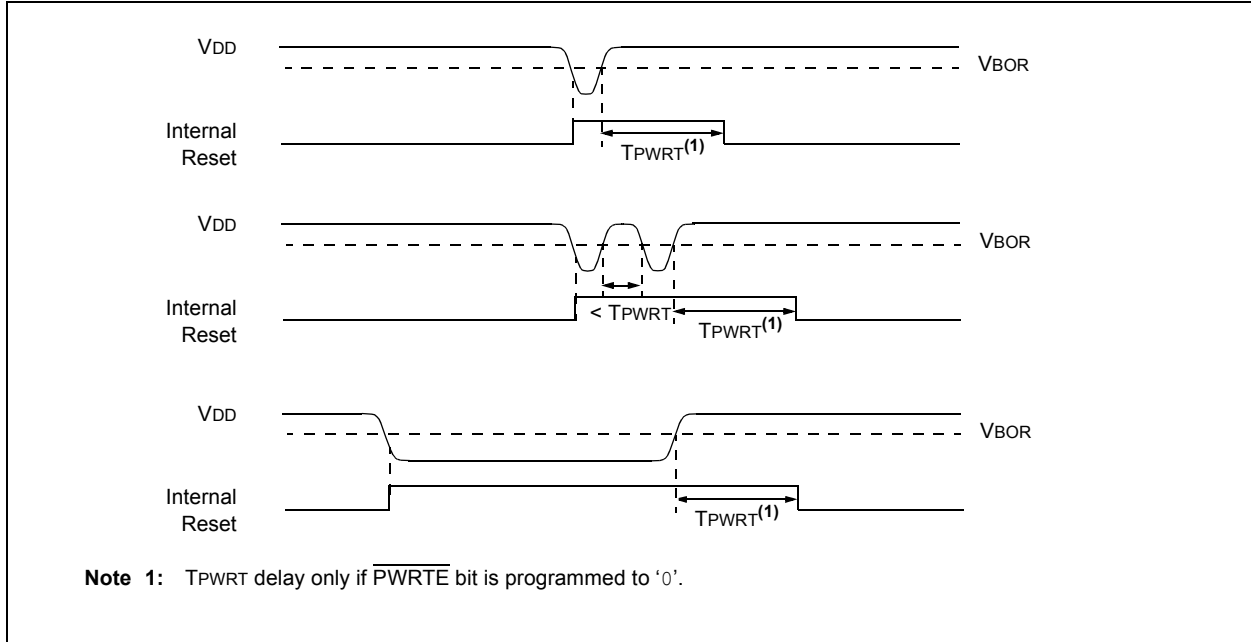 VDD
VBOR
Internal
Reset
TPWRT(1)
VDD
VBOR
Internal
Reset
< TPWRT
TPWRT(1)
VDD
VBOR
Internal
Reset
TPWRT(1)
Note 1: TPWRT delay only if PWRTE bit is programmed to ‘0’.